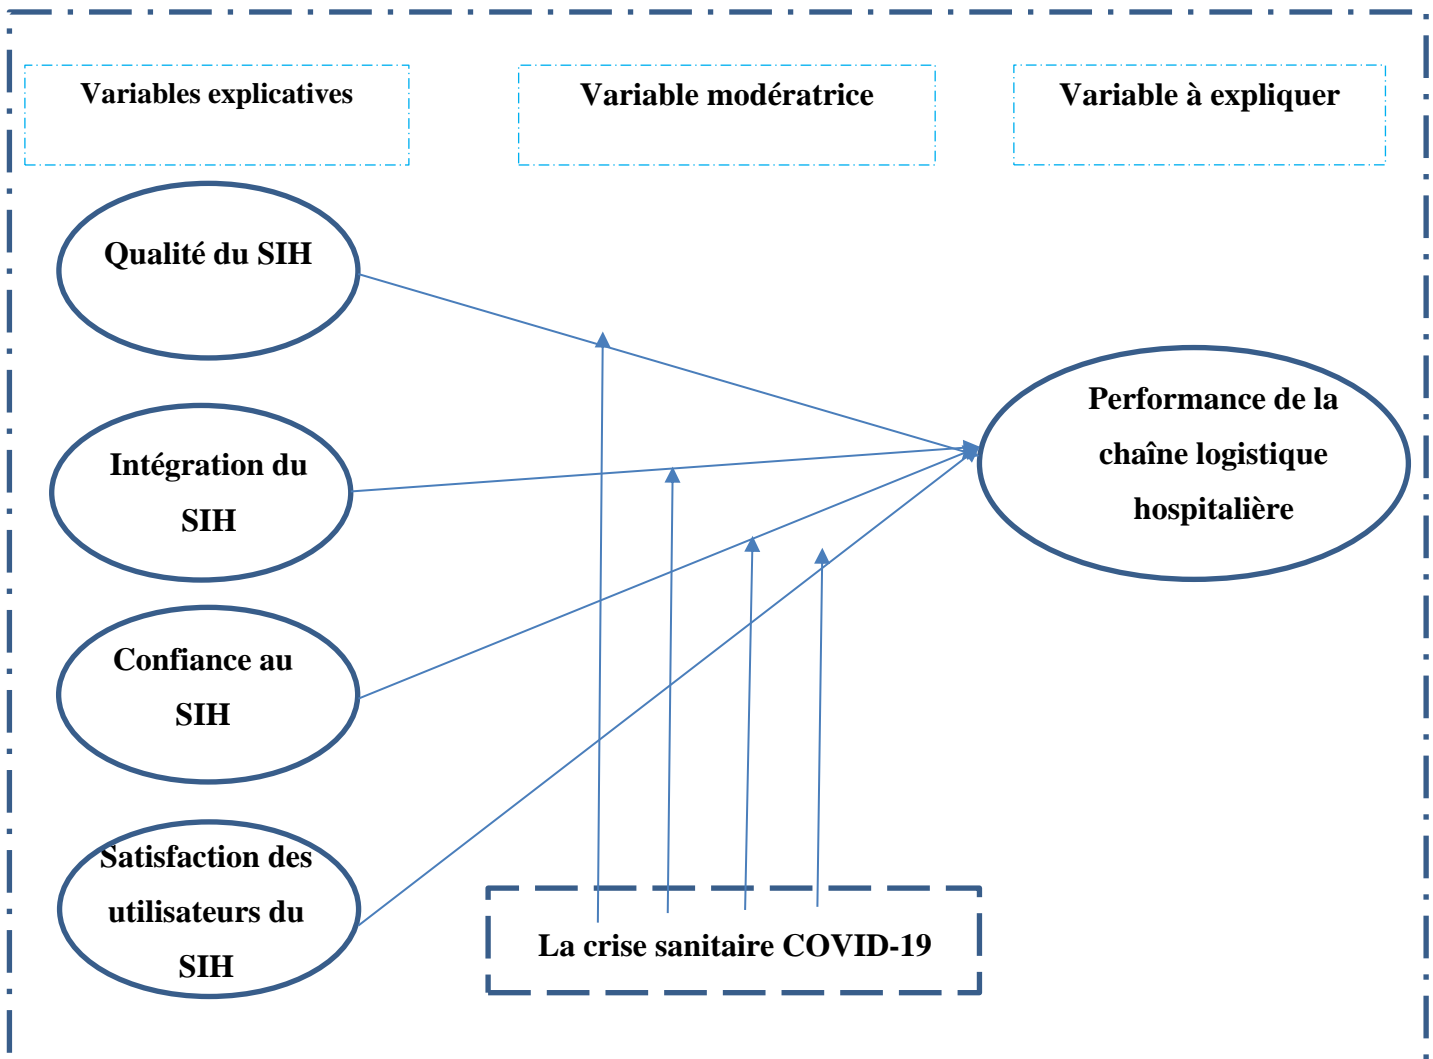 Variables explicatives
Variable modératrice
Variable à expliquer
Qualité du SIH
Intégration du
SIH
Confiance au
SIH
Satisfaction des
utilisateurs du
SIH
La crise sanitaire COVID-19
Performance de la
chaîne logistique
hospitalière